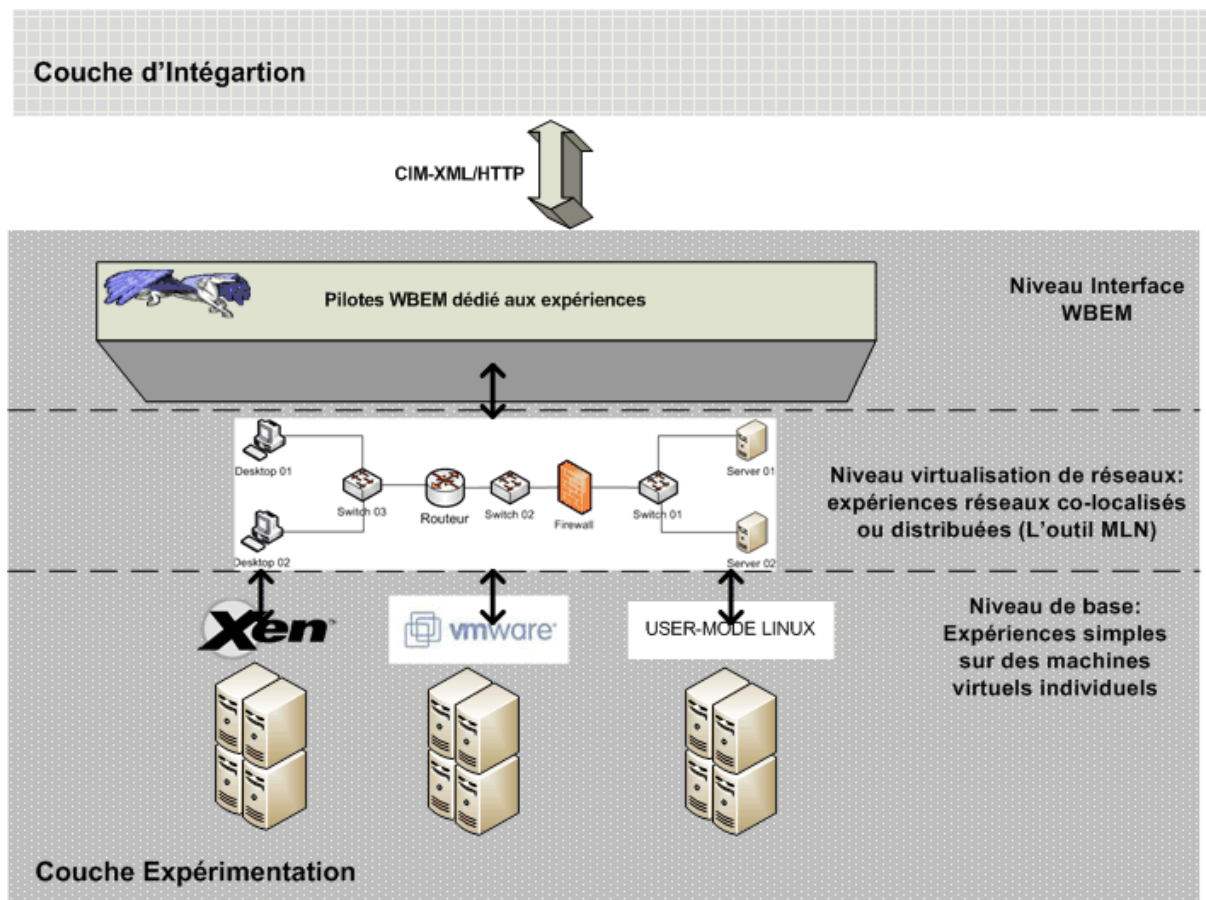 Couche d'Intégartion
CIM-XML/HTTP
Pilotes WBEM dédié aux expériences
Niveau Interface
WBEM
Desktop 01
Server 01
Switch 03
Routeur
Switch 02
Firewall
Switch 01
Desktop 02
Server 02
Niveau virtualisation de réseaux:
expériences réseaux co-localisés
ou distribuées (L'outil MLN)
Xen™
vmware®
USER-MODE LINUX
Niveau de base:
Expériences simples
sur des machines
virtuels individuels
Couche Expérimentation